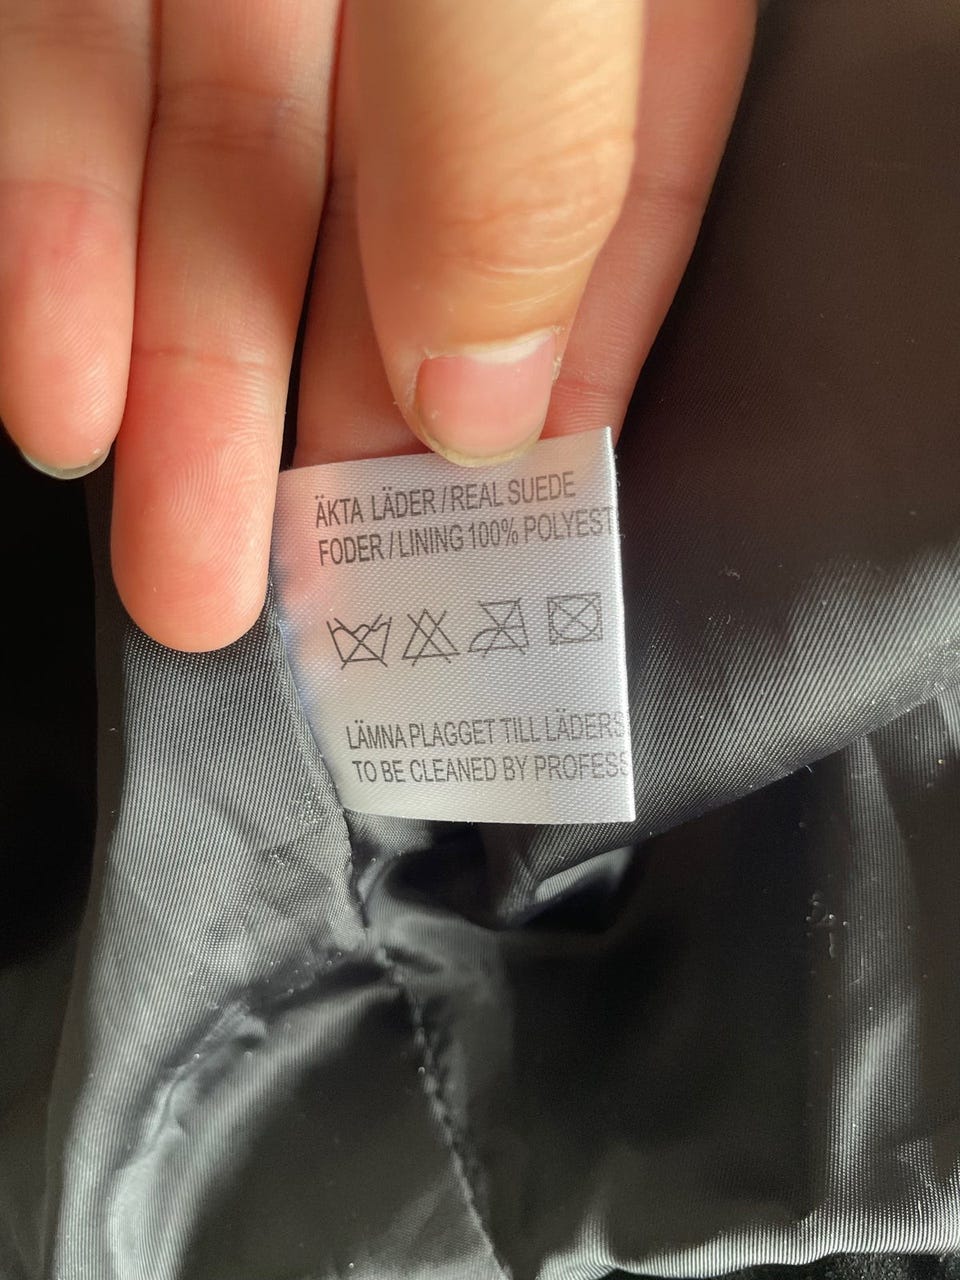 ÄKTA LÄDER / REAL SUEDE
FODER / LINING 100% POLYEST
LÄMNA PLAGGET TILL LÄDERS
TO BE CLEANED BY PROFESS